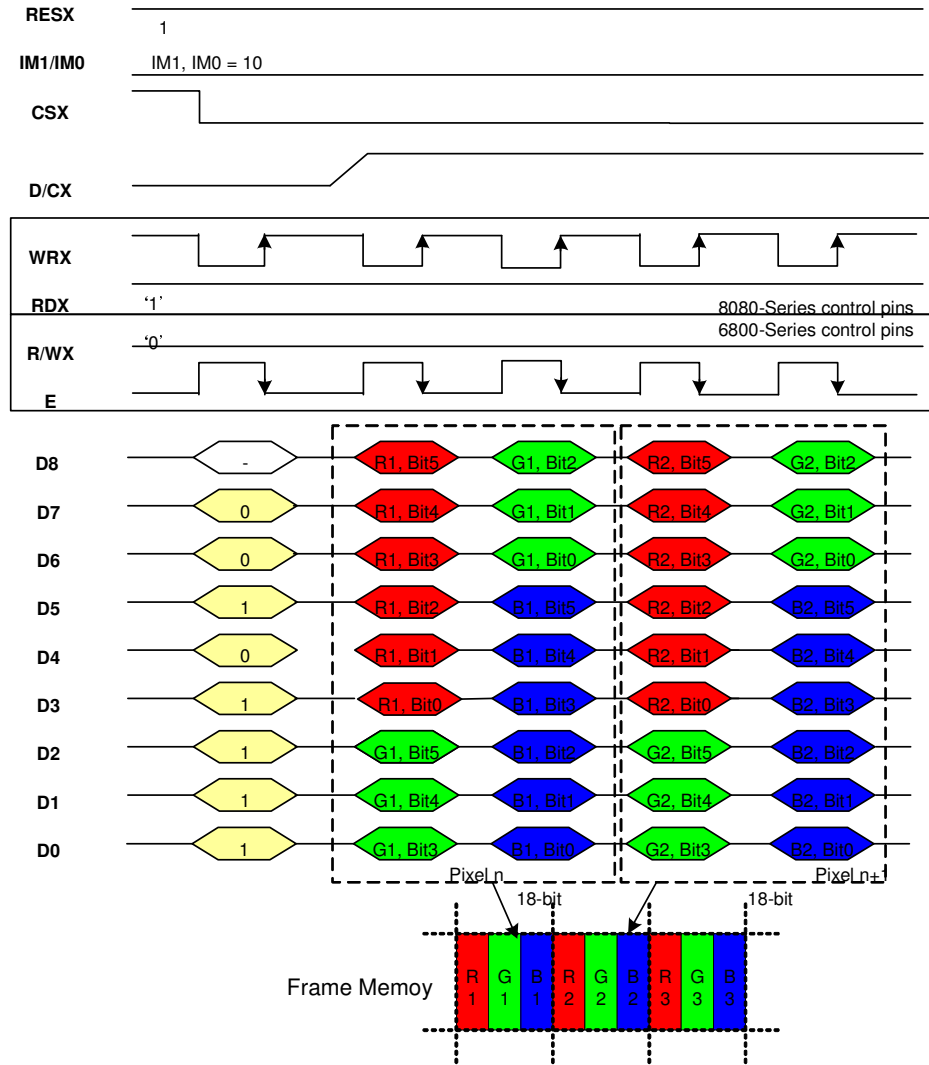 RESX
1
IM1/IM0 IM1, IM0 = 10
CSX
D/CX
WRX
RDX ‘1’ 8080-Series control pins
‘0’ 6800-Series control pins
R/WX
E
D8 - R1, Bit5 G1, Bit2 R2, Bit5 G2, Bit2
D7 0 R1, Bit4 G1, Bit1 R2, Bit4 G2, Bit1
D6 0 R1, Bit3 G1, Bit0 R2, Bit3 G2, Bit0
D5 1 R1, Bit2 B1, Bit5 R2, Bit2 B2, Bit5
D4 0 R1, Bit1 B1, Bit4 R2, Bit1 B2, Bit4
D3 1 R1, Bit0 B1, Bit3 R2, Bit0 B2, Bit3
D2 1 G1, Bit5 B1, Bit2 G2, Bit5 B2, Bit2
D1 1 G1, Bit4 B1, Bit1 G2, Bit4 B2, Bit1
D0 1 G1, Bit3 B1, Bit0 G2, Bit3 B2, Bit0
Pixel n Pixel n+1
18-bit 18-bit
Frame Memoy
R G B R G B R G B
1 1 1 2 2 2 3 3 3